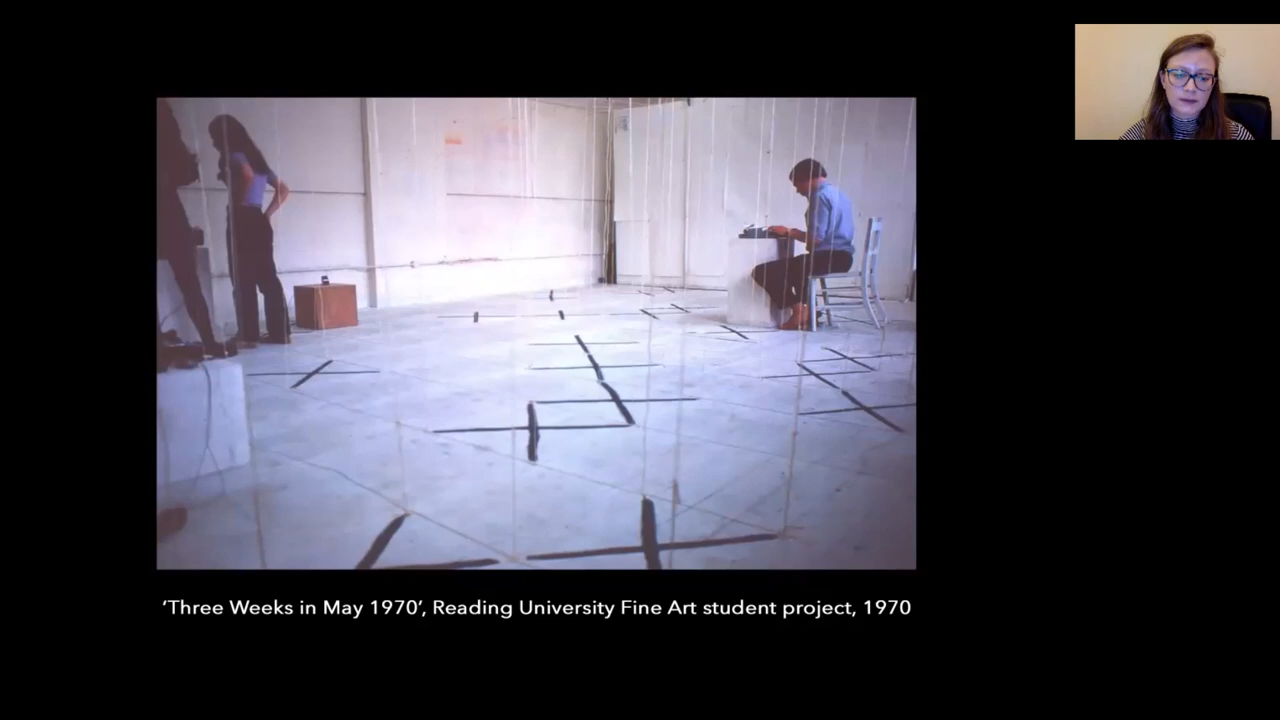 ‘Three Weeks in May 1970’, Reading University Fine Art student project, 1970